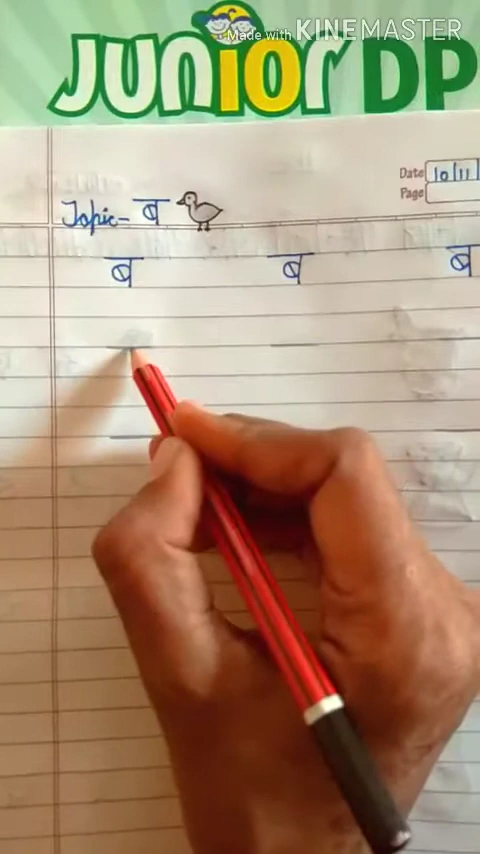 Made with KINEMASTER
JUNIOR DP
Date 10/11
Page
Topic- ब
ब ब ब